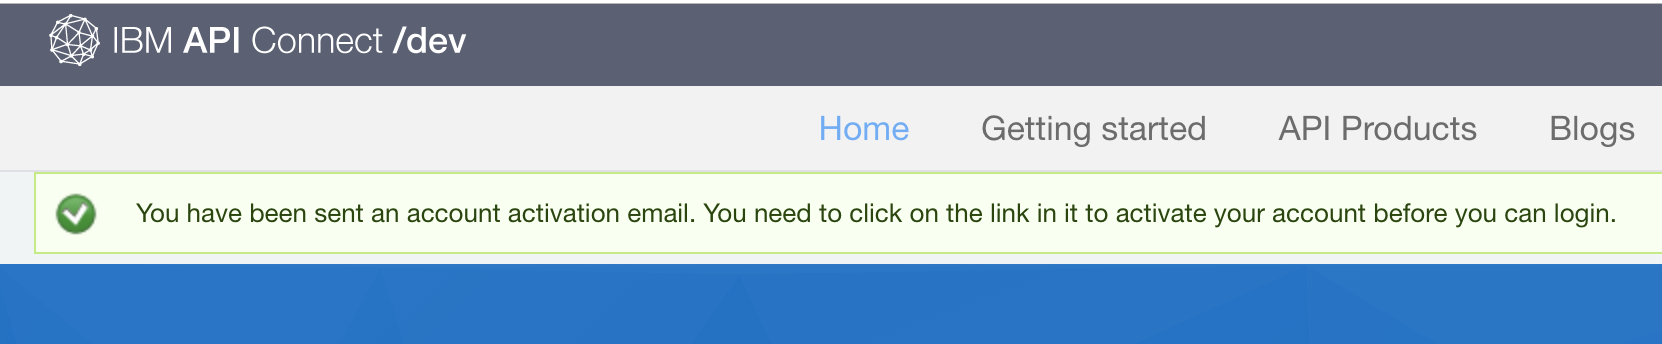 IBM API Connect /dev
Home Getting started API Products Blogs
You have been sent an account activation email. You need to click on the link in it to activate your account before you can login.